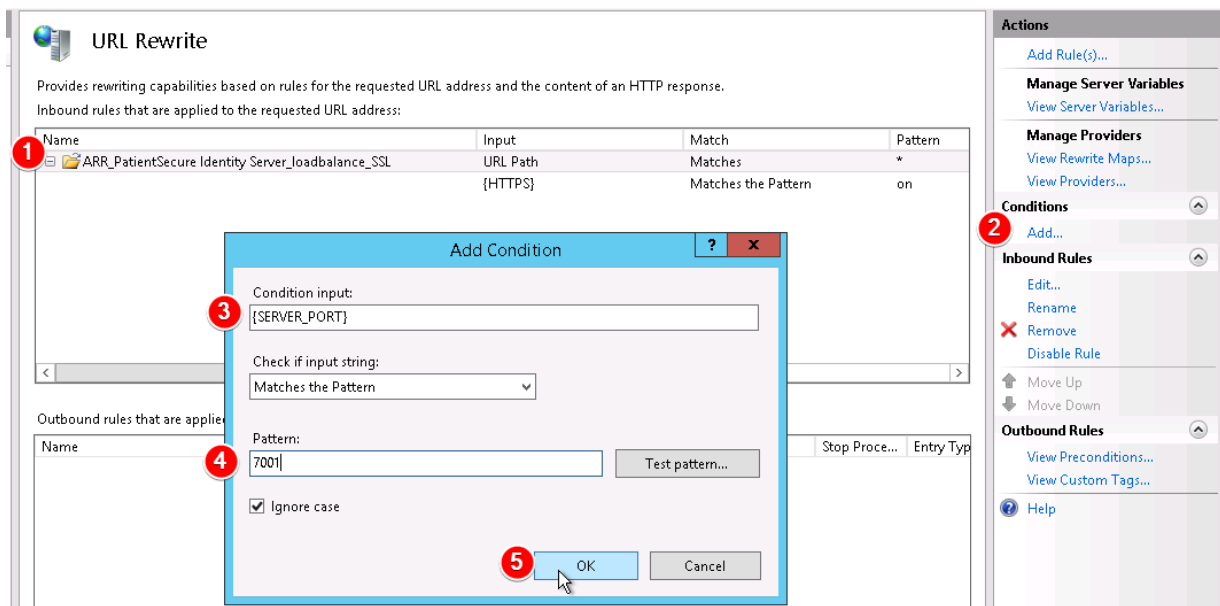 URL Rewrite
Provides rewriting capabilities based on rules for the requested URL address and the content of an HTTP response.
Inbound rules that are applied to the requested URL address:
Name Input Match Pattern
1 ARR_PatientSecure Identity Server_loadbalance_SSL URL Path Matches *
{HTTPS} Matches the Pattern on
Add Condition ? x
Condition input:
3 {SERVER_PORT}
Check if input string:
Matches the Pattern
Pattern:
4 7001 Test pattern...
Ignore case
5 OK Cancel
Outbound rules that are applie
Name Stop Proce... Entry Typ
Actions
Add Rule(s)...
Manage Server Variables
View Server Variables...
Manage Providers
View Rewrite Maps...
View Providers...
Conditions
2 Add...
Inbound Rules
Edit...
Rename
Remove
Disable Rule
Move Up
Move Down
Outbound Rules
View Preconditions...
View Custom Tags...
? Help